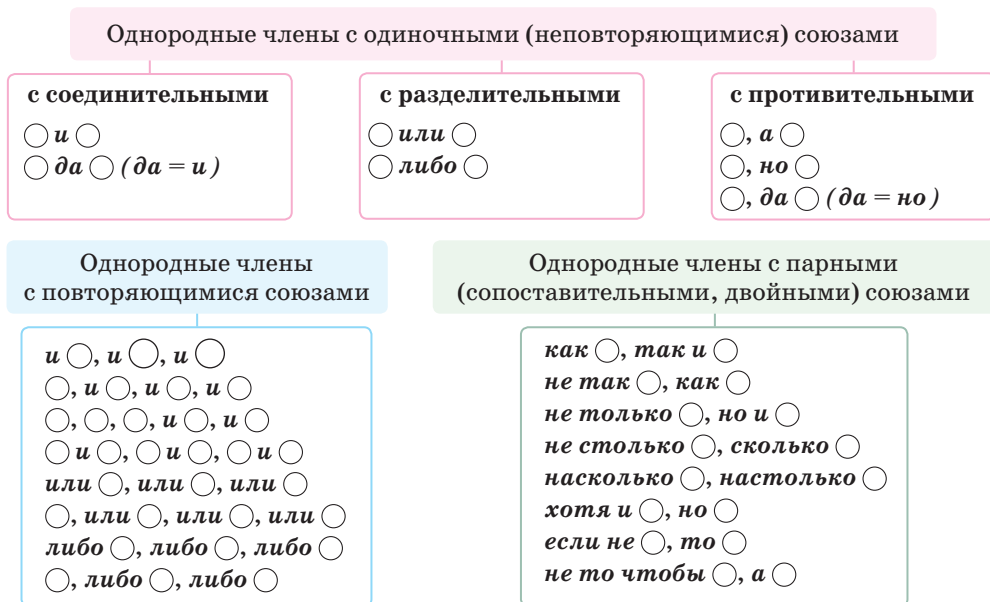 Однородные члены с одиночными (неповторяющимися) союзами
с соединительными
◯ и ◯
◯ да ◯ (да = и)
с разделительными
◯ или ◯
◯ либо ◯
с противительными
◯, а ◯
◯, но ◯
◯, да ◯ (да = но)
Однородные члены
с повторяющимися союзами
и ◯, и ◯, и ◯
◯, и ◯, и ◯, и ◯
◯, ◯, ◯, и ◯, и ◯
◯ и ◯, ◯ и ◯, ◯ и ◯
или ◯, или ◯, или ◯
◯, или ◯, или ◯, или ◯
либо ◯, либо ◯, либо ◯
◯, либо ◯, либо ◯
Однородные члены с парными
(сопоставительными, двойными) союзами
как ◯, так и ◯
не так ◯, как ◯
не только ◯, но и ◯
не столько ◯, сколько ◯
насколько ◯, настолько ◯
хотя и ◯, но ◯
если не ◯, то ◯
не то чтобы ◯, а ◯